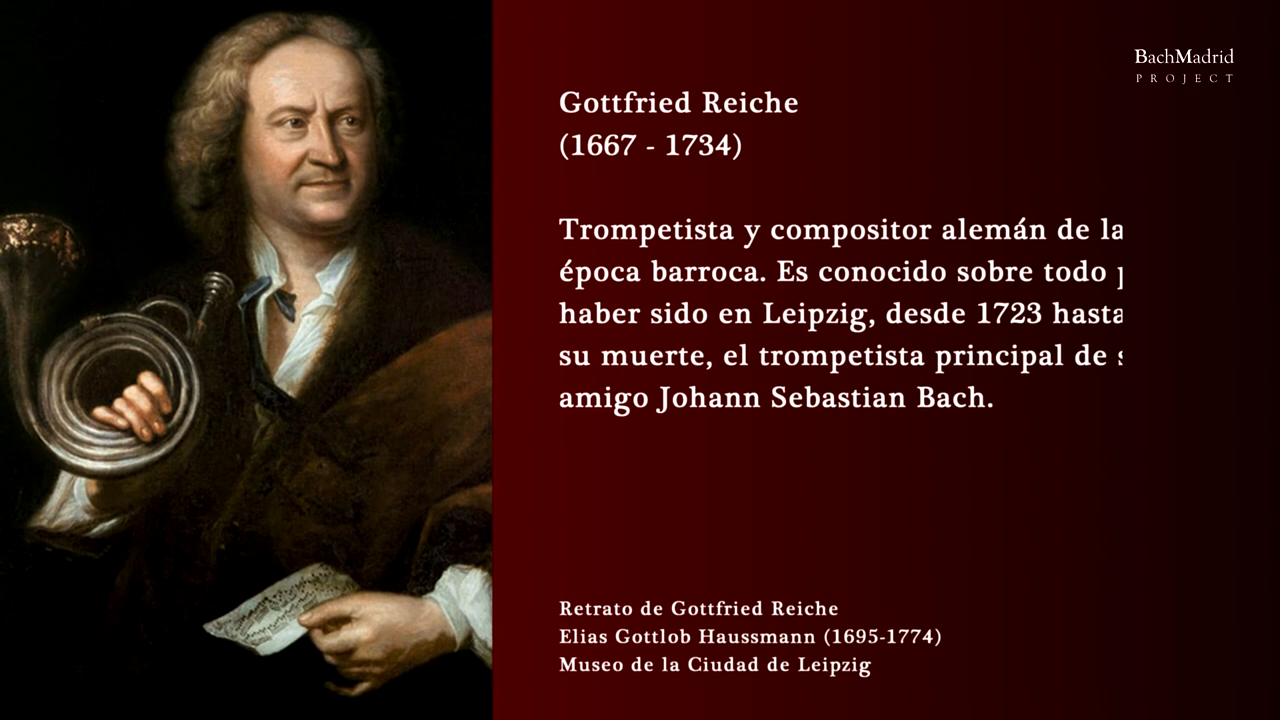 BachMadrid
PROJECT
Gottfried Reiche
(1667 - 1734)
Trompetista y compositor alemán de la
época barroca. Es conocido sobre todo
haber sido en Leipzig, desde 1723 hasta
su muerte, el trompetista principal de
amigo Johann Sebastian Bach.
Retrato de Gottfried Reiche
Elias Gottlob Haussmann (1695-1774)
Museo de la Ciudad de Leipzig